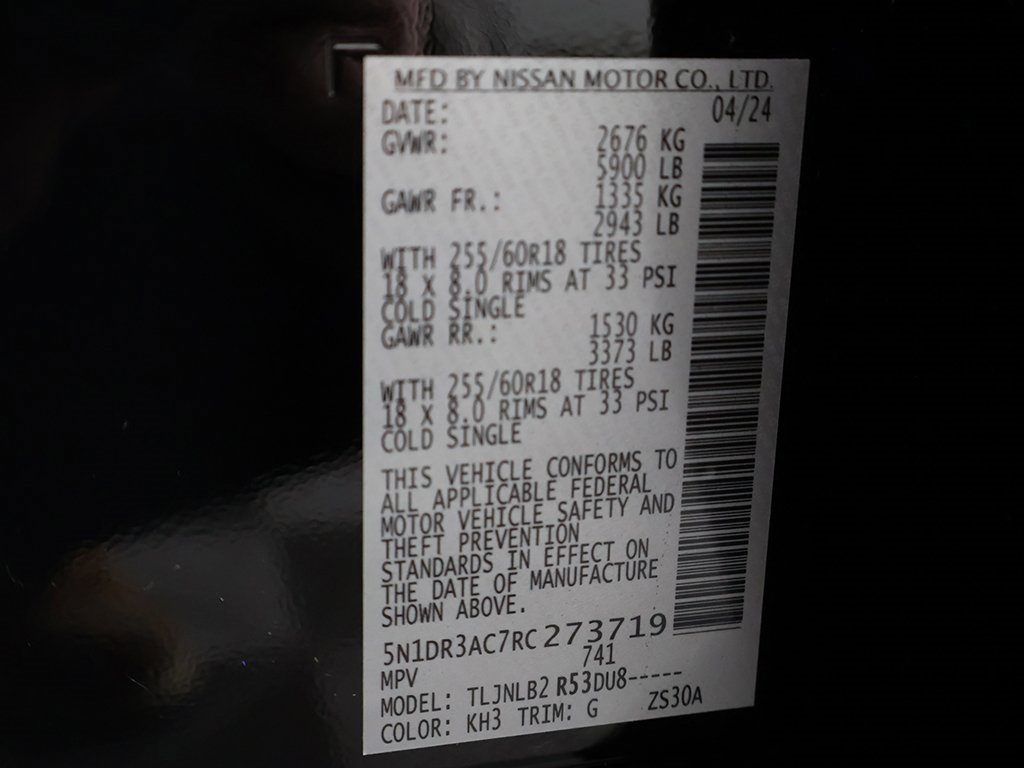 MFD BY NISSAN MOTOR CO., LTD.
DATE: 04/24
GVWR: 2676 KG
5900 LB
GAWR FR.: 1335 KG
2943 LB
WITH 255/60R18 TIRES
18 X 8.0 RIMS AT 33 PSI
COLD SINGLE
GAWR RR.: 1530 KG
3373 LB
WITH 255/60R18 TIRES
18 X 8.0 RIMS AT 33 PSI
COLD SINGLE
THIS VEHICLE CONFORMS TO
ALL APPLICABLE FEDERAL
MOTOR VEHICLE SAFETY AND
THEFT PREVENTION
STANDARDS IN EFFECT ON
THE DATE OF MANUFACTURE
SHOWN ABOVE.
5N1DR3AC7RC273719
MPV 741
MODEL: TLJNLB2 R53DU8-----
COLOR: KH3 TRIM: G ZS30A